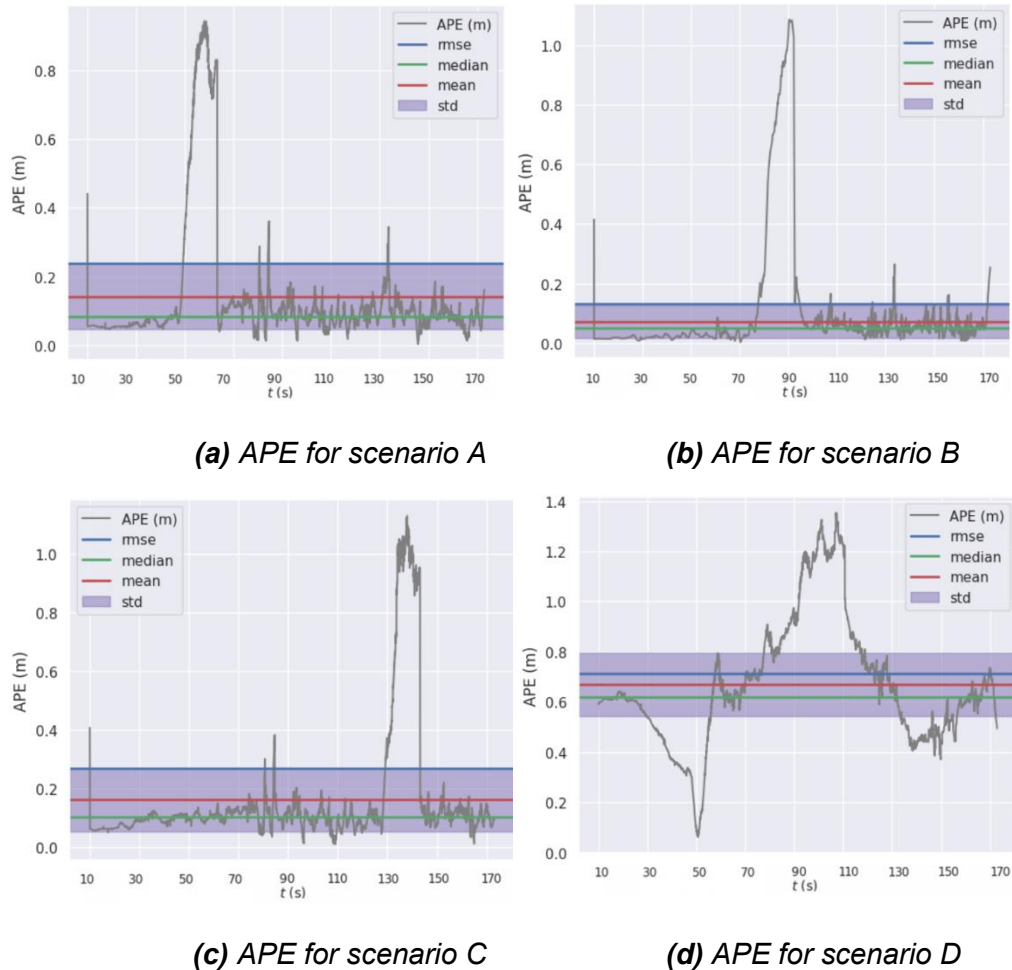 APE (m)
rmse
median
mean
std
APE (m)
0.8
0.6
0.4
0.2
0.0
10 30 50 70 90 110 130 150 170
t (s)
(a) APE for scenario A
APE (m)
rmse
median
mean
std
APE (m)
1.0
0.8
0.6
0.4
0.2
0.0
10 30 50 70 90 110 130 150 170
t (s)
(b) APE for scenario B
APE (m)
rmse
median
mean
std
APE (m)
1.0
0.8
0.6
0.4
0.2
0.0
10 30 50 70 90 110 130 150 170
t (s)
(c) APE for scenario C
APE (m)
rmse
median
mean
std
APE (m)
1.4
1.2
1.0
0.8
0.6
0.4
0.2
0.0
10 30 50 70 90 110 130 150 170
t (s)
(d) APE for scenario D